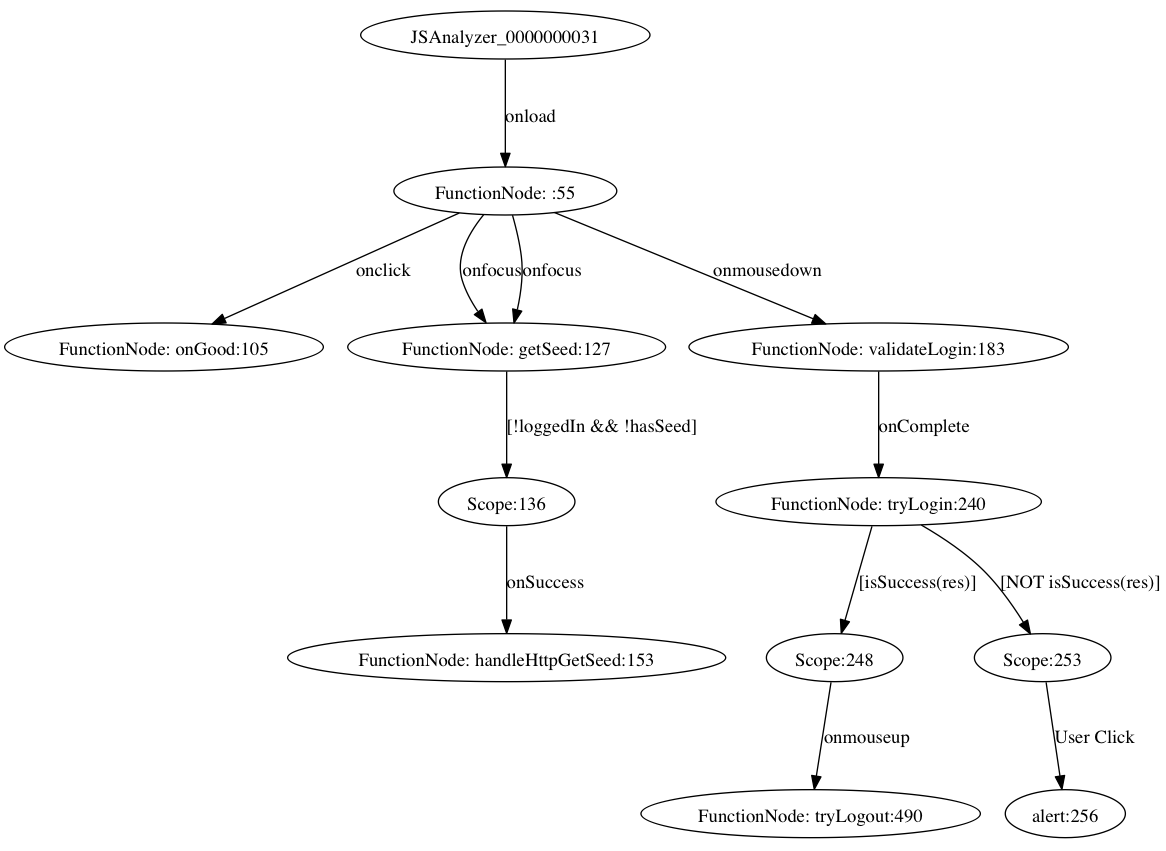 JSAnalyzer_0000000031
onload
FunctionNode: :55
onclick
onfocus
onfocus
onmousedown
FunctionNode: onGood:105
FunctionNode: getSeed:127
FunctionNode: validateLogin:183
[!loggedIn && !hasSeed]
onComplete
Scope:136
FunctionNode: tryLogin:240
onSuccess
[isSuccess(res)]
[NOT isSuccess(res)]
FunctionNode: handleHttpGetSeed:153
Scope:248
Scope:253
onmouseup
User Click
FunctionNode: tryLogout:490
alert:256